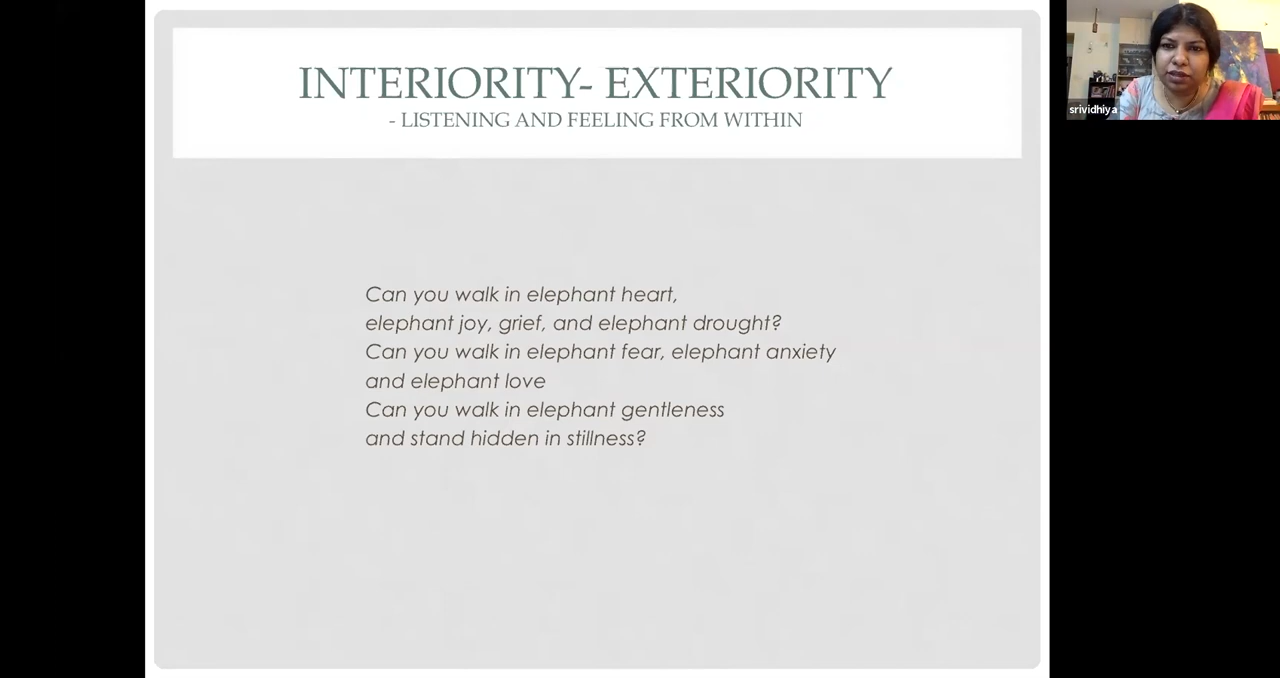 INTERIORITY- EXTERIORITY
- LISTENING AND FEELING FROM WITHIN
srividhiya
Can you walk in elephant heart,
elephant joy, grief, and elephant drought?
Can you walk in elephant fear, elephant anxiety
and elephant love
Can you walk in elephant gentleness
and stand hidden in stillness?